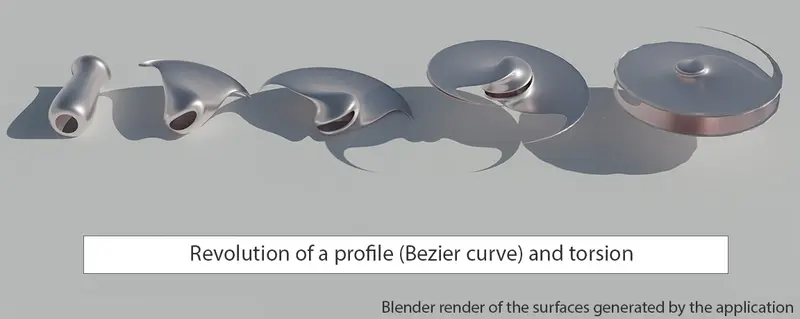 Revolution of a profile (Bezier curve) and torsion
Blender render of the surfaces generated by the application